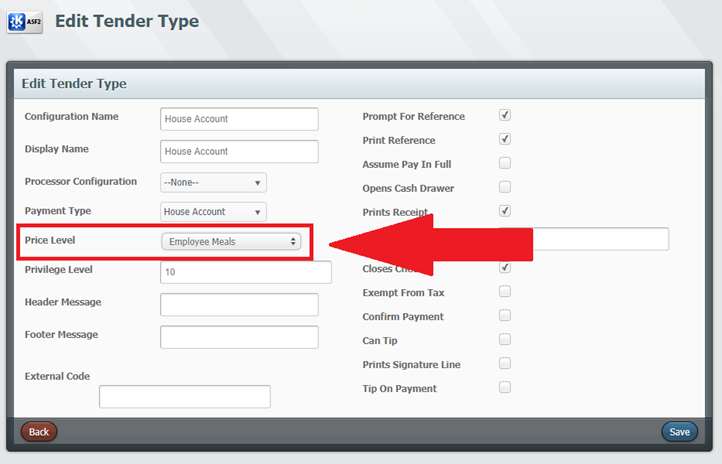 ASF2 Edit Tender Type
Edit Tender Type
Configuration Name House Account
Display Name House Account
Processor Configuration --None--
Payment Type House Account
Price Level Employee Meals
Privilege Level 10
Header Message
Footer Message
External Code
Prompt For Reference
Print Reference
Assume Pay In Full
Opens Cash Drawer
Prints Receipt
Closes
Exempt From Tax
Confirm Payment
Can Tip
Prints Signature Line
Tip On Payment
Back Save